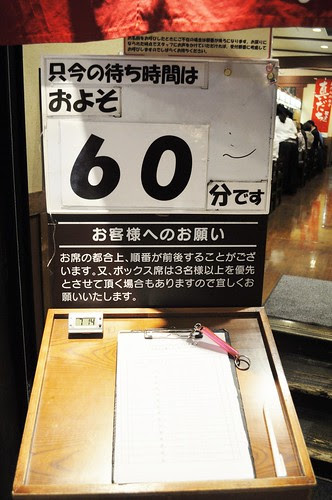 只今の待ち時間は
およそ
60
分です
お客様へのお願い
お席の都合上、順番が前後することがござ
います。又、ボックス席は3名様以上を優先
とさせて頂く場合もありますので宜しくお
願いいたします。
7:14